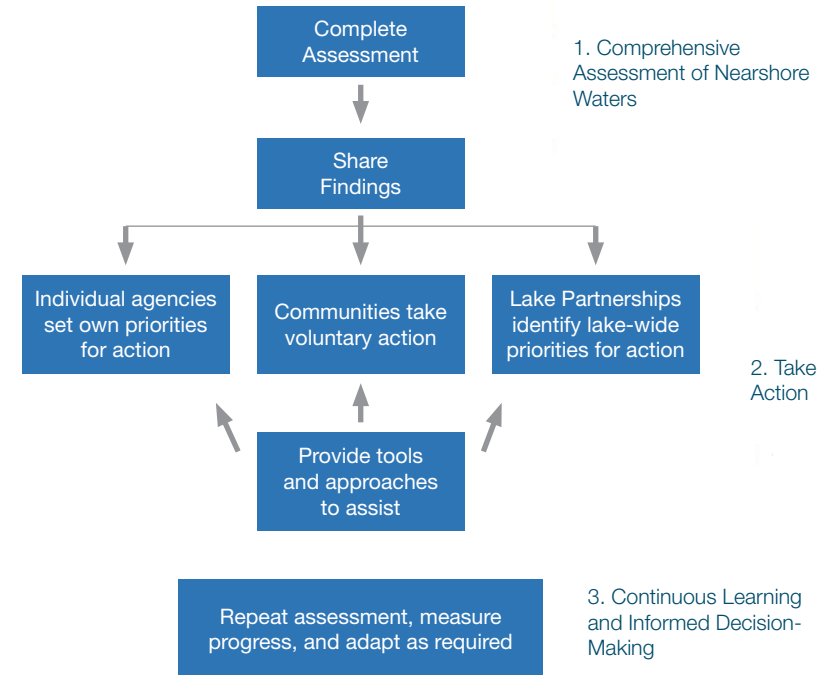 Complete
Assessment
1. Comprehensive
Assessment of Nearshore
Waters
Share
Findings
Individual agencies
set own priorities
for action
Communities take
voluntary action
Lake Partnerships
identify lake-wide
priorities for action
2. Take
Action
Provide tools
and approaches
to assist
Repeat assessment, measure
progress, and adapt as required
3. Continuous Learning
and Informed Decision-
Making